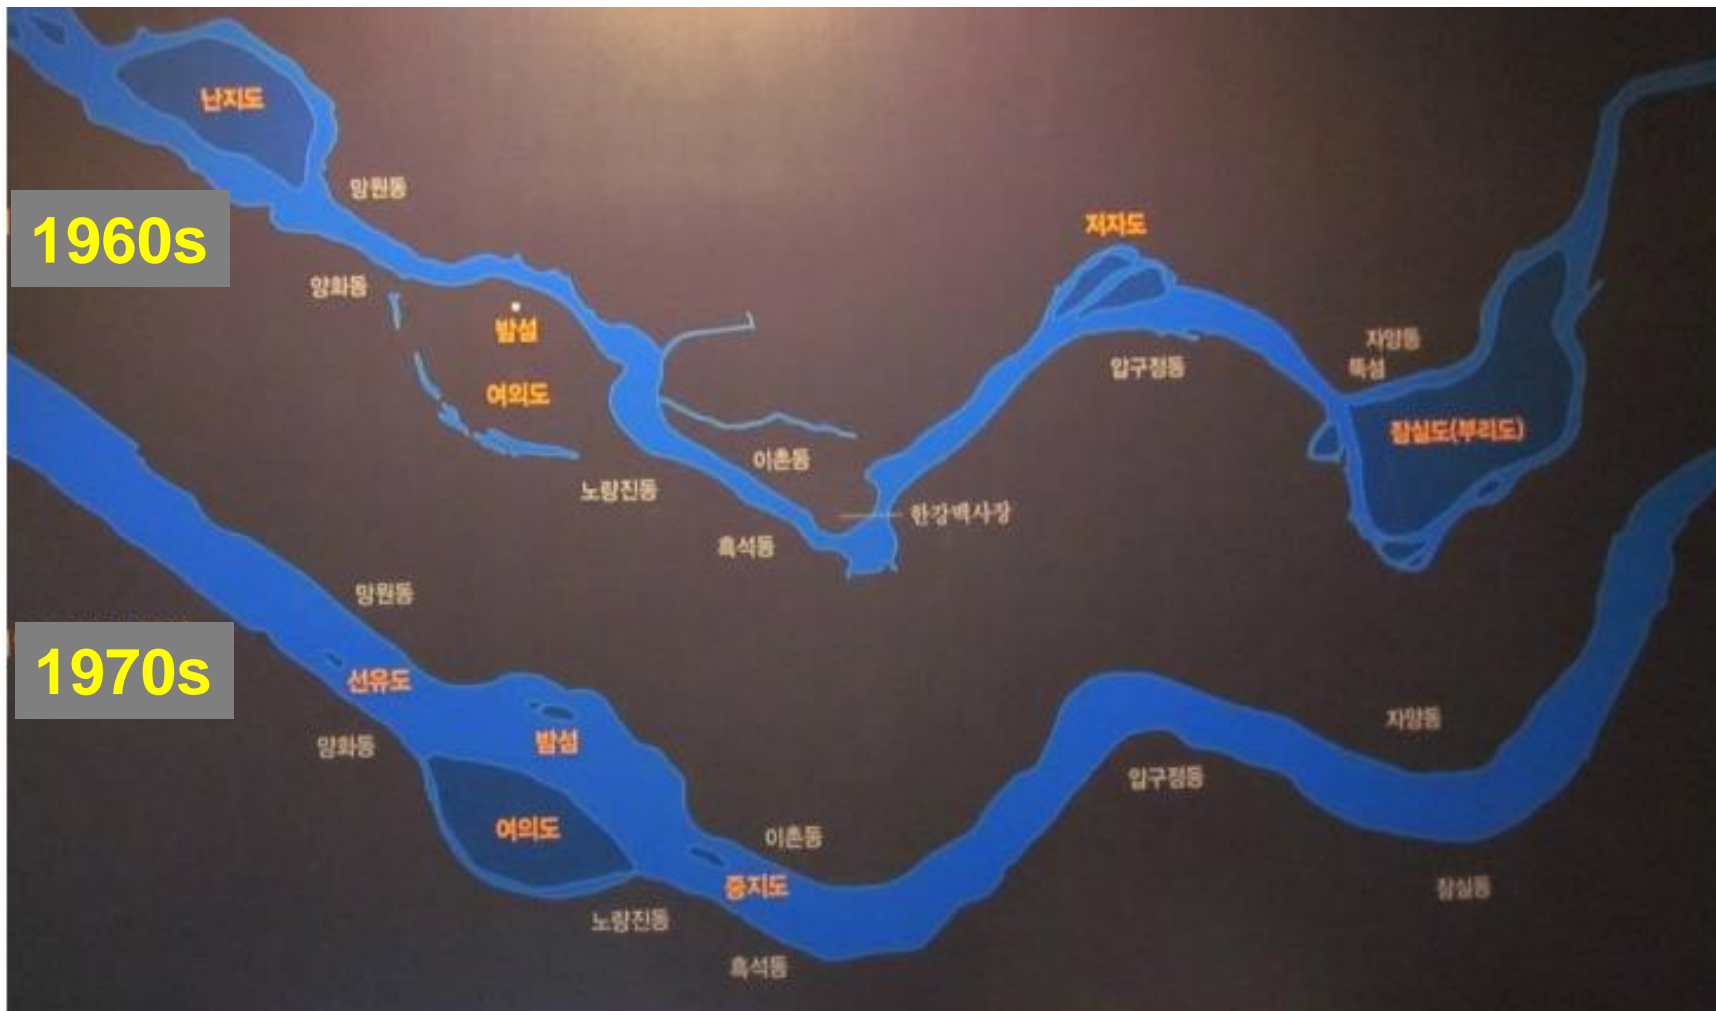 난지도
망원동
1960s
저자도
양화동
밤섬
자양동
뚝섬
압구정동
여의도
잠실도(부리도)
이촌동
노량진동
한강백사장
흑석동
망원동
1970s
선유도
자양동
밤섬
양화동
압구정동
여의도
이촌동
중지도
잠실동
노량진동
흑석동